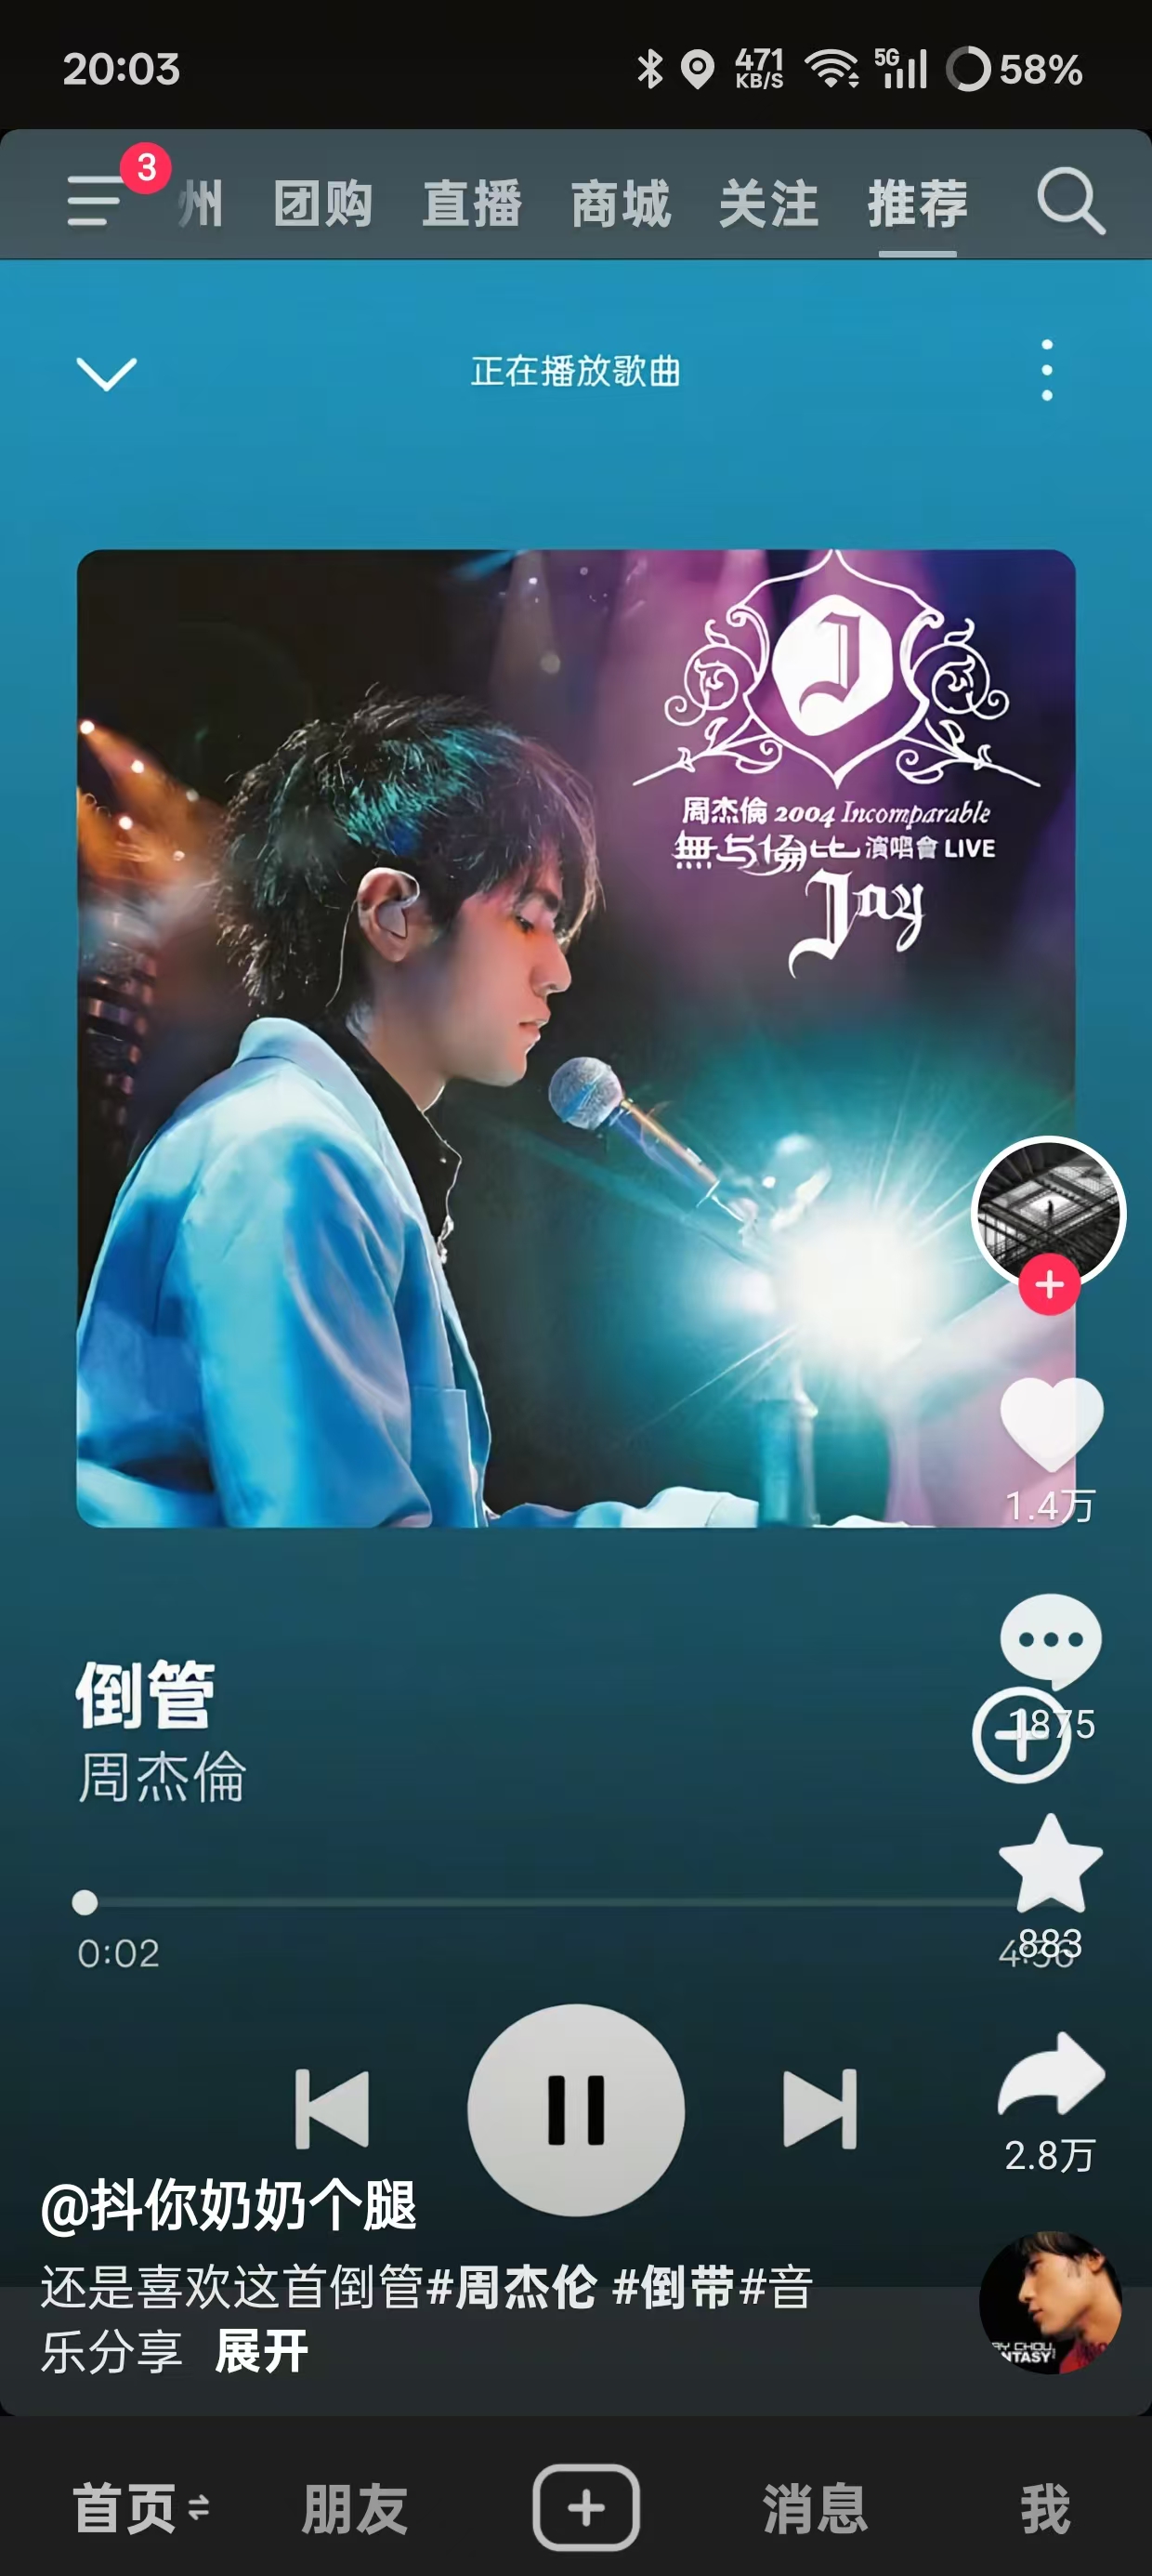 20:03
471
KB/S
5G
58%
3
州 团购 直播 商城 关注 推荐
正在播放歌曲
J
周杰倫 2004 Incomparable
無与倫比 演唱會 LIVE
Jay
1.4万
倒管
1875
周杰倫
0:02
883
2.8万
@抖你奶奶个腿
还是喜欢这首倒管#周杰伦 #倒带#音
乐分享 展开
AY CHOU
NTASY
首页 朋友 消息 我